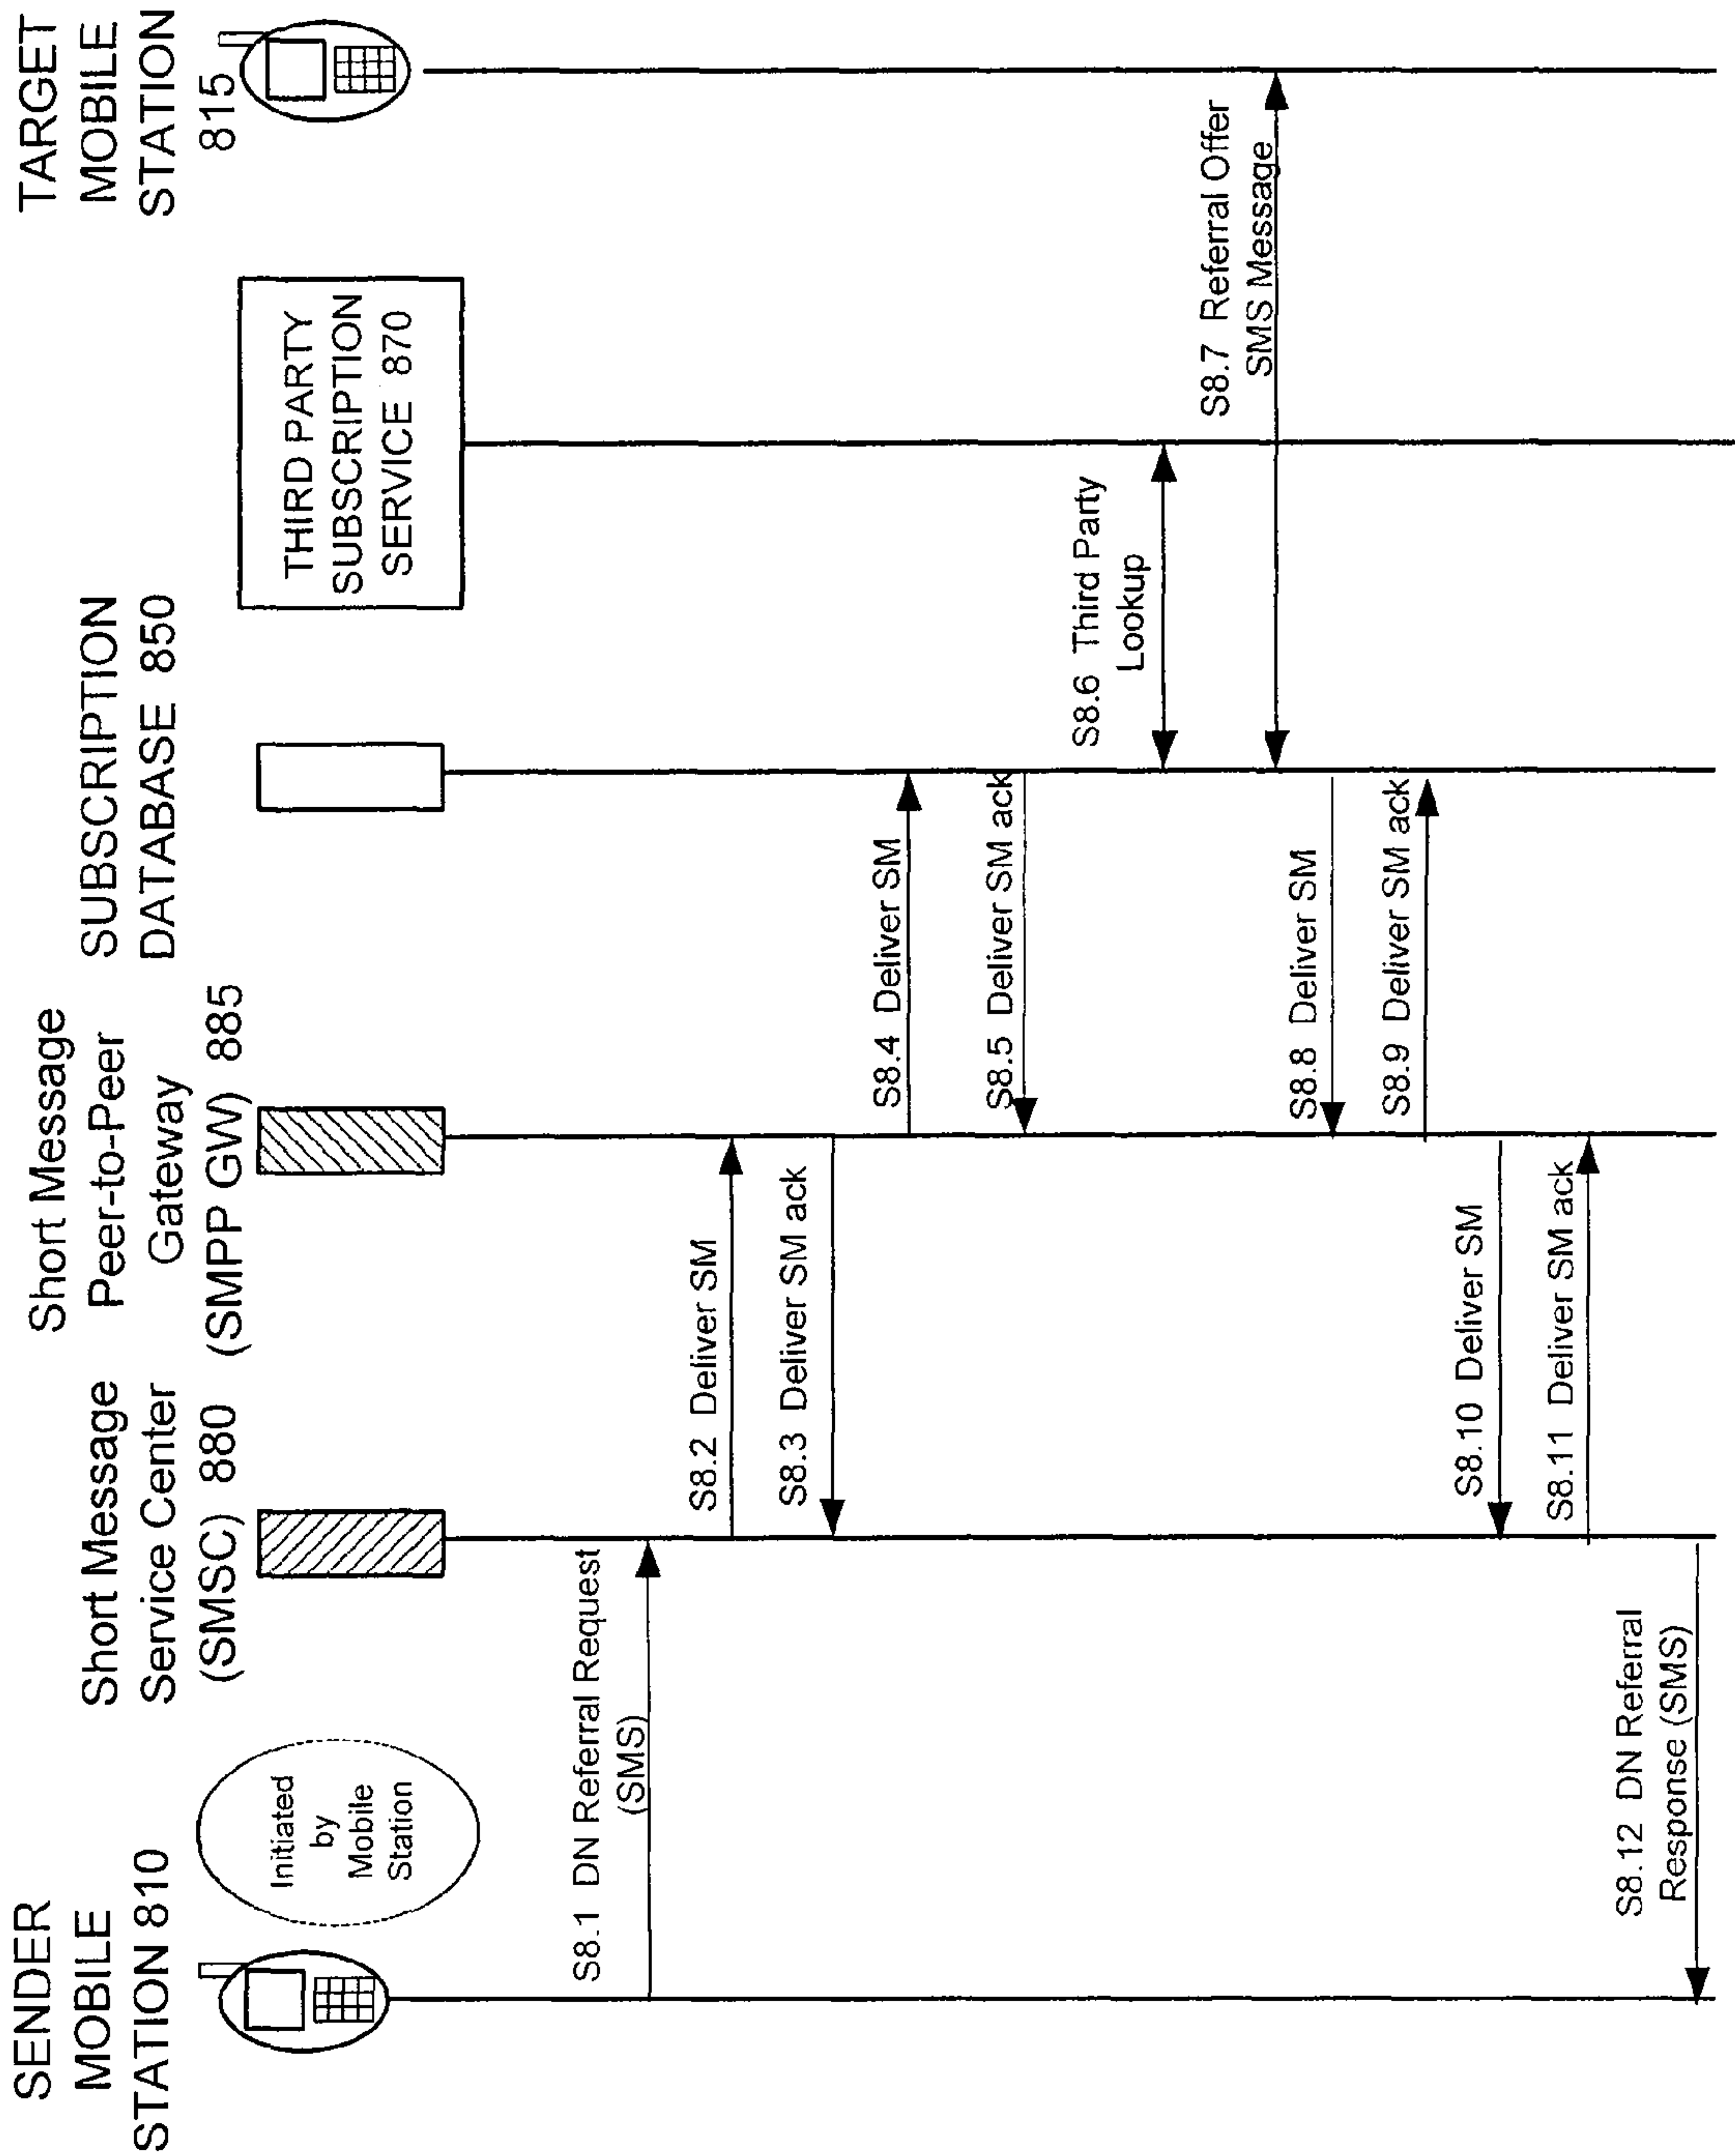 SENDER
MOBILE
STATION 810
Initiated
by
Mobile
Station
Short Message
Service Center
(SMSC) 880
Short Message
Peer-to-Peer
Gateway
(SMPP GW) 885
SUBSCRIPTION
DATABASE 850
THIRD PARTY
SUBSCRIPTION
SERVICE 870
TARGET
MOBILE
STATION
815
S8.1 DN Referral Request
(SMS)
S8.2 Deliver SM
S8.3 Deliver SM ack
S8.4 Deliver SM
S8.5 Deliver SM ack
S8.6 Third Party
Lookup
S8.7 Referral Offer
SMS Message
S8.8 Deliver SM
S8.9 Deliver SM ack
S8.10 Deliver SM
S8.11 Deliver SM ack
S8.12 DN Referral
Response (SMS)